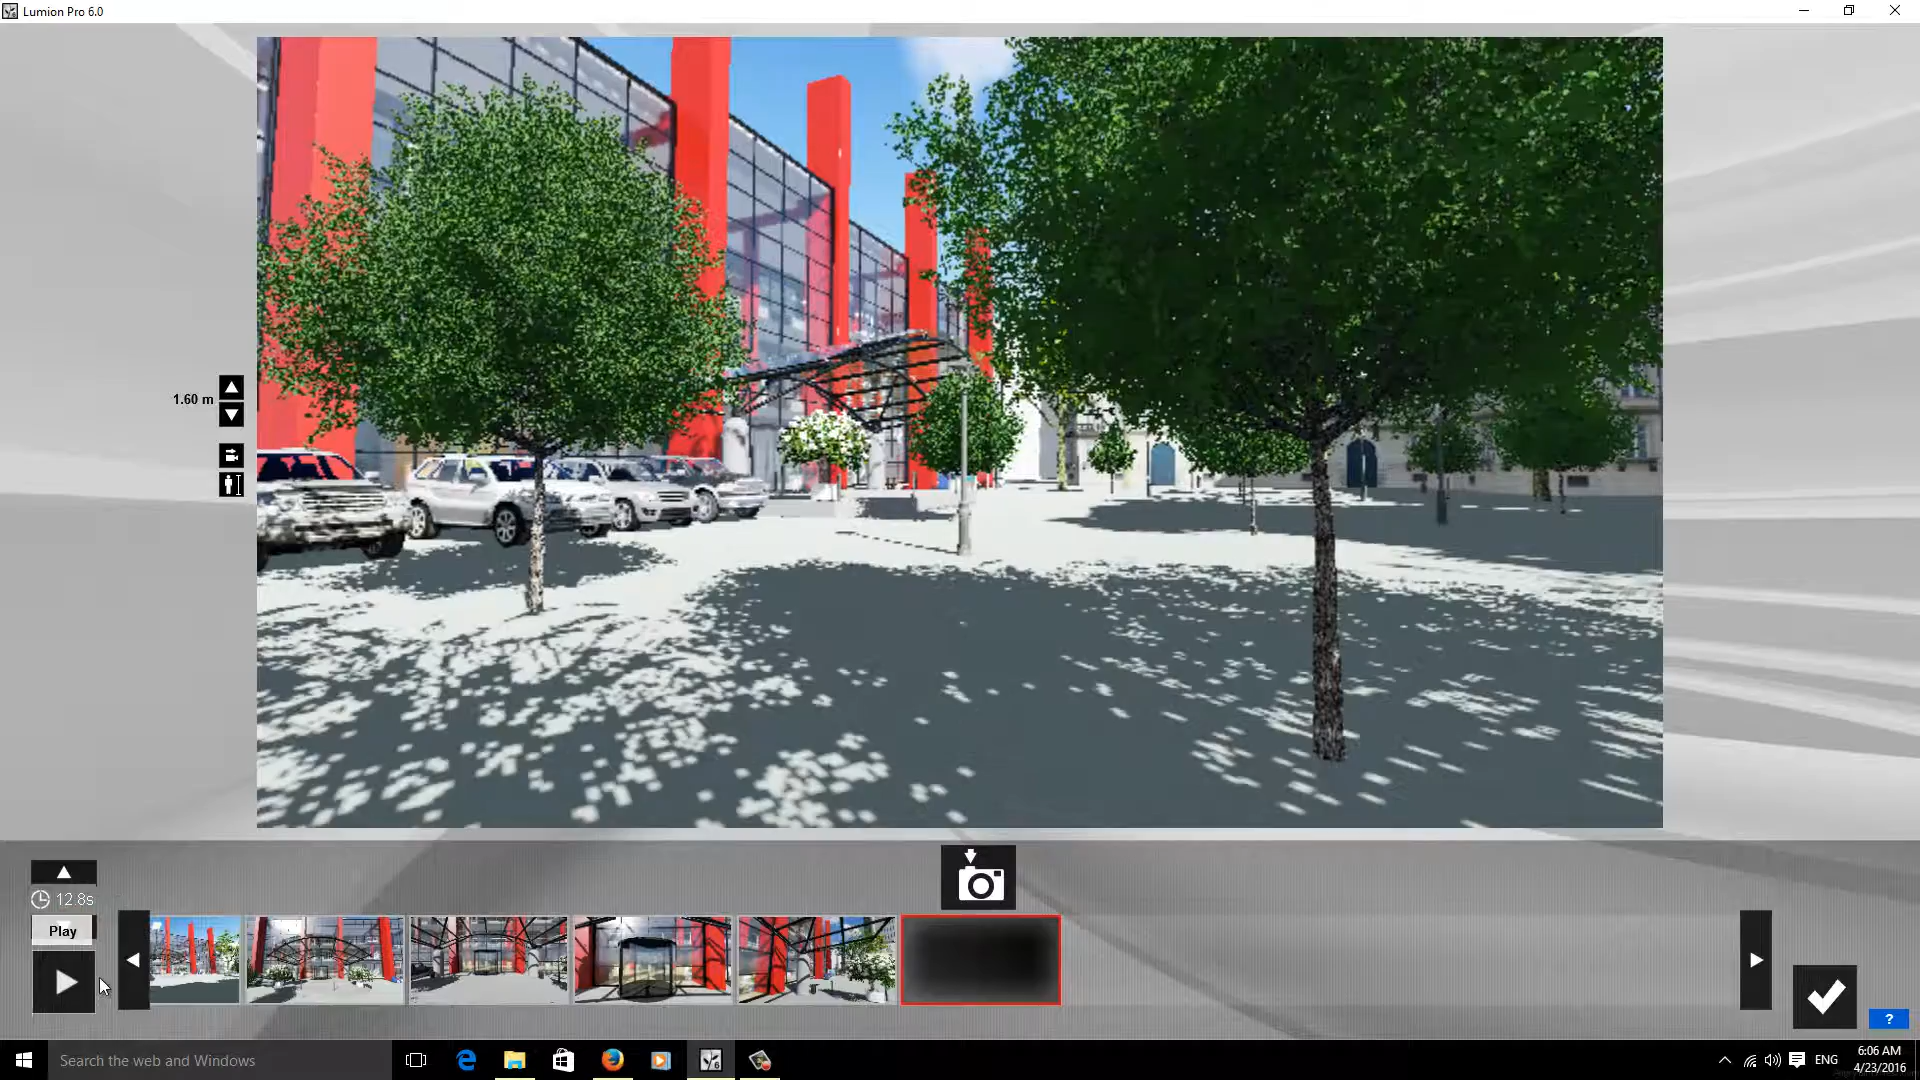 Lumion Pro 6.0
1.60 m
12.8s
Play
?
Search the web and Windows
ENG
6:06 AM
4/23/2016